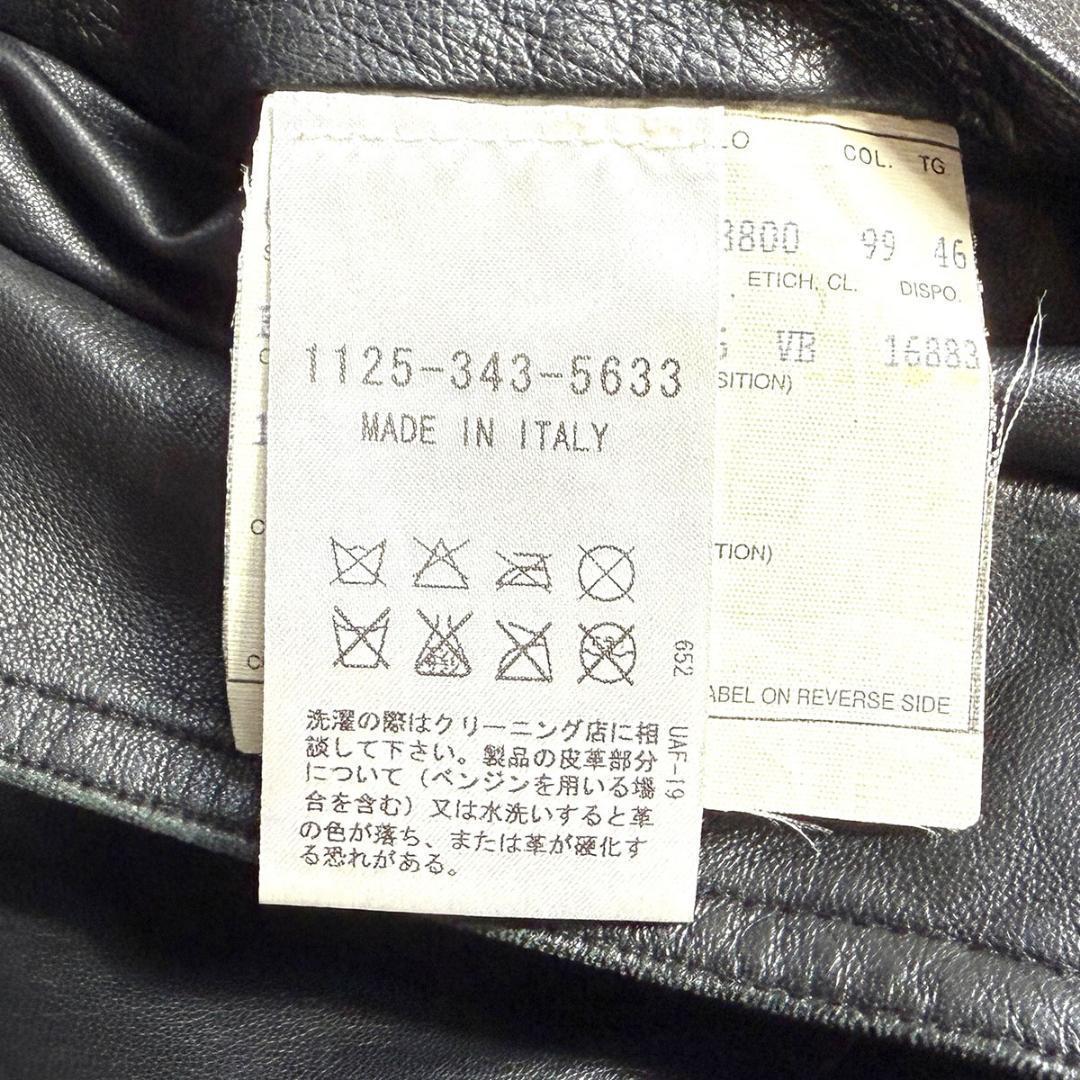 COL. TG
3800 99 46
ETICH. CL. DISPO.
VB 16883
1125-343-5633
MADE IN ITALY
652
UAF-19
ABEL ON REVERSE SIDE
洗濯の際はクリーニング店に相
談して下さい。製品の皮革部分
について（ベンジンを用いる場
合を含む）又は水洗いすると革
の色が落ち、または革が硬化す
る恐れがある。